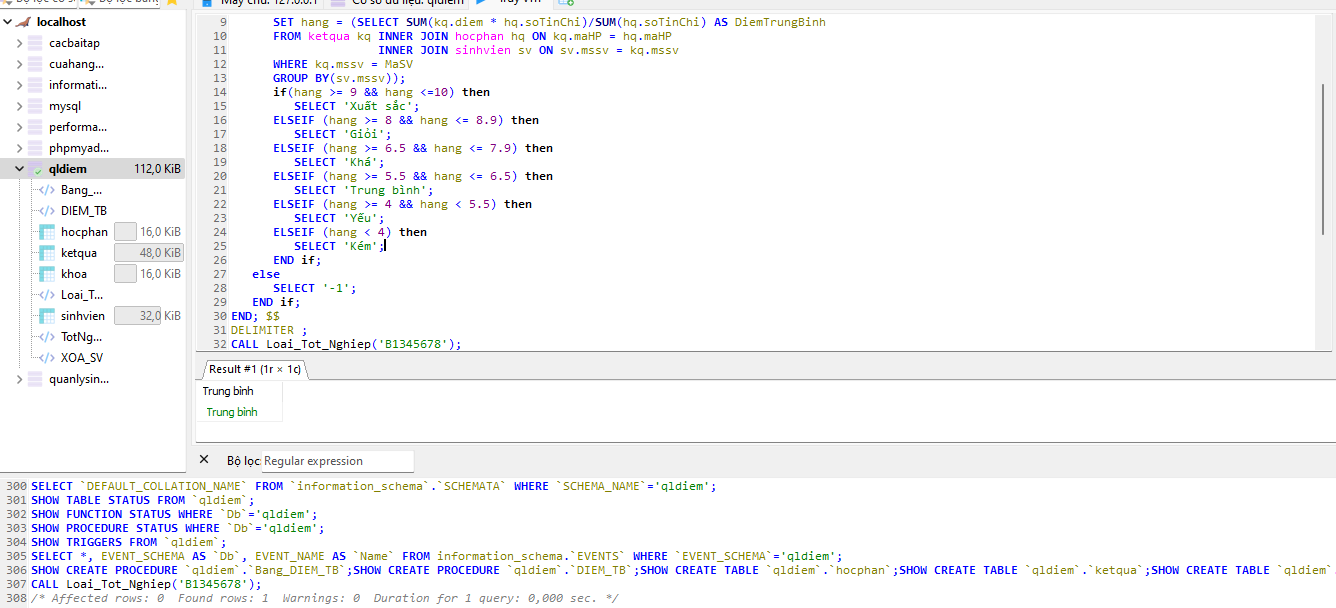 Máy chủ: 127.0.0.1
Cơ sở dữ liệu: qldiem
localhost
cacbaitap
cuahang...
informati...
mysql
performa...
phpmyad...
qldiem 112,0 KiB
Bang_...
DIEM_TB
hocphan 16,0 KiB
ketqua 48,0 KiB
khoa 16,0 KiB
Loai_T...
sinhvien 32,0 KiB
TotNg...
XOA_SV
quanlysin...
9 SET hang = (SELECT SUM(kq.diem * hq.soTinChi)/SUM(hq.soTinChi) AS DiemTrungBinh
10 FROM ketqua kq INNER JOIN hocphan hq ON kq.maHP = hq.maHP
11 INNER JOIN sinhvien sv ON sv.mssv = kq.mssv
12 WHERE kq.mssv = MaSV
13 GROUP BY(sv.mssv));
14 if(hang >= 9 && hang <=10) then
15 SELECT 'Xuất sắc';
16 ELSEIF (hang >= 8 && hang <= 8.9) then
17 SELECT 'Giỏi';
18 ELSEIF (hang >= 6.5 && hang <= 7.9) then
19 SELECT 'Khá';
20 ELSEIF (hang >= 5.5 && hang <= 6.5) then
21 SELECT 'Trung bình';
22 ELSEIF (hang >= 4 && hang < 5.5) then
23 SELECT 'Yếu';
24 ELSEIF (hang < 4) then
25 SELECT 'Kém';
26 END if;
27 else
28 SELECT '-1';
29 END if;
30 END; $$
31 DELIMITER ;
32 CALL Loai_Tot_Nghiep('B1345678');
Result #1 (1r × 1c)
Trung bình
Trung bình
Bộ lọc: Regular expression
300 SELECT `DEFAULT_COLLATION_NAME` FROM `information_schema`.`SCHEMATA` WHERE `SCHEMA_NAME`='qldiem';
301 SHOW TABLE STATUS FROM `qldiem`;
302 SHOW FUNCTION STATUS WHERE `Db`='qldiem';
303 SHOW PROCEDURE STATUS WHERE `Db`='qldiem';
304 SHOW TRIGGERS FROM `qldiem`;
305 SELECT *, EVENT_SCHEMA AS `Db`, EVENT_NAME AS `Name` FROM information_schema.`EVENTS` WHERE `EVENT_SCHEMA`='qldiem';
306 SHOW CREATE PROCEDURE `qldiem`.`Bang_DIEM_TB`;SHOW CREATE PROCEDURE `qldiem`.`DIEM_TB`;SHOW CREATE TABLE `qldiem`.`hocphan`;SHOW CREATE TABLE `qldiem`.`ketqua`;SHOW CREATE TABLE `qldiem`.
307 CALL Loai_Tot_Nghiep('B1345678');
308 /* Affected rows: 0 Found rows: 1 Warnings: 0 Duration for 1 query: 0,000 sec. */